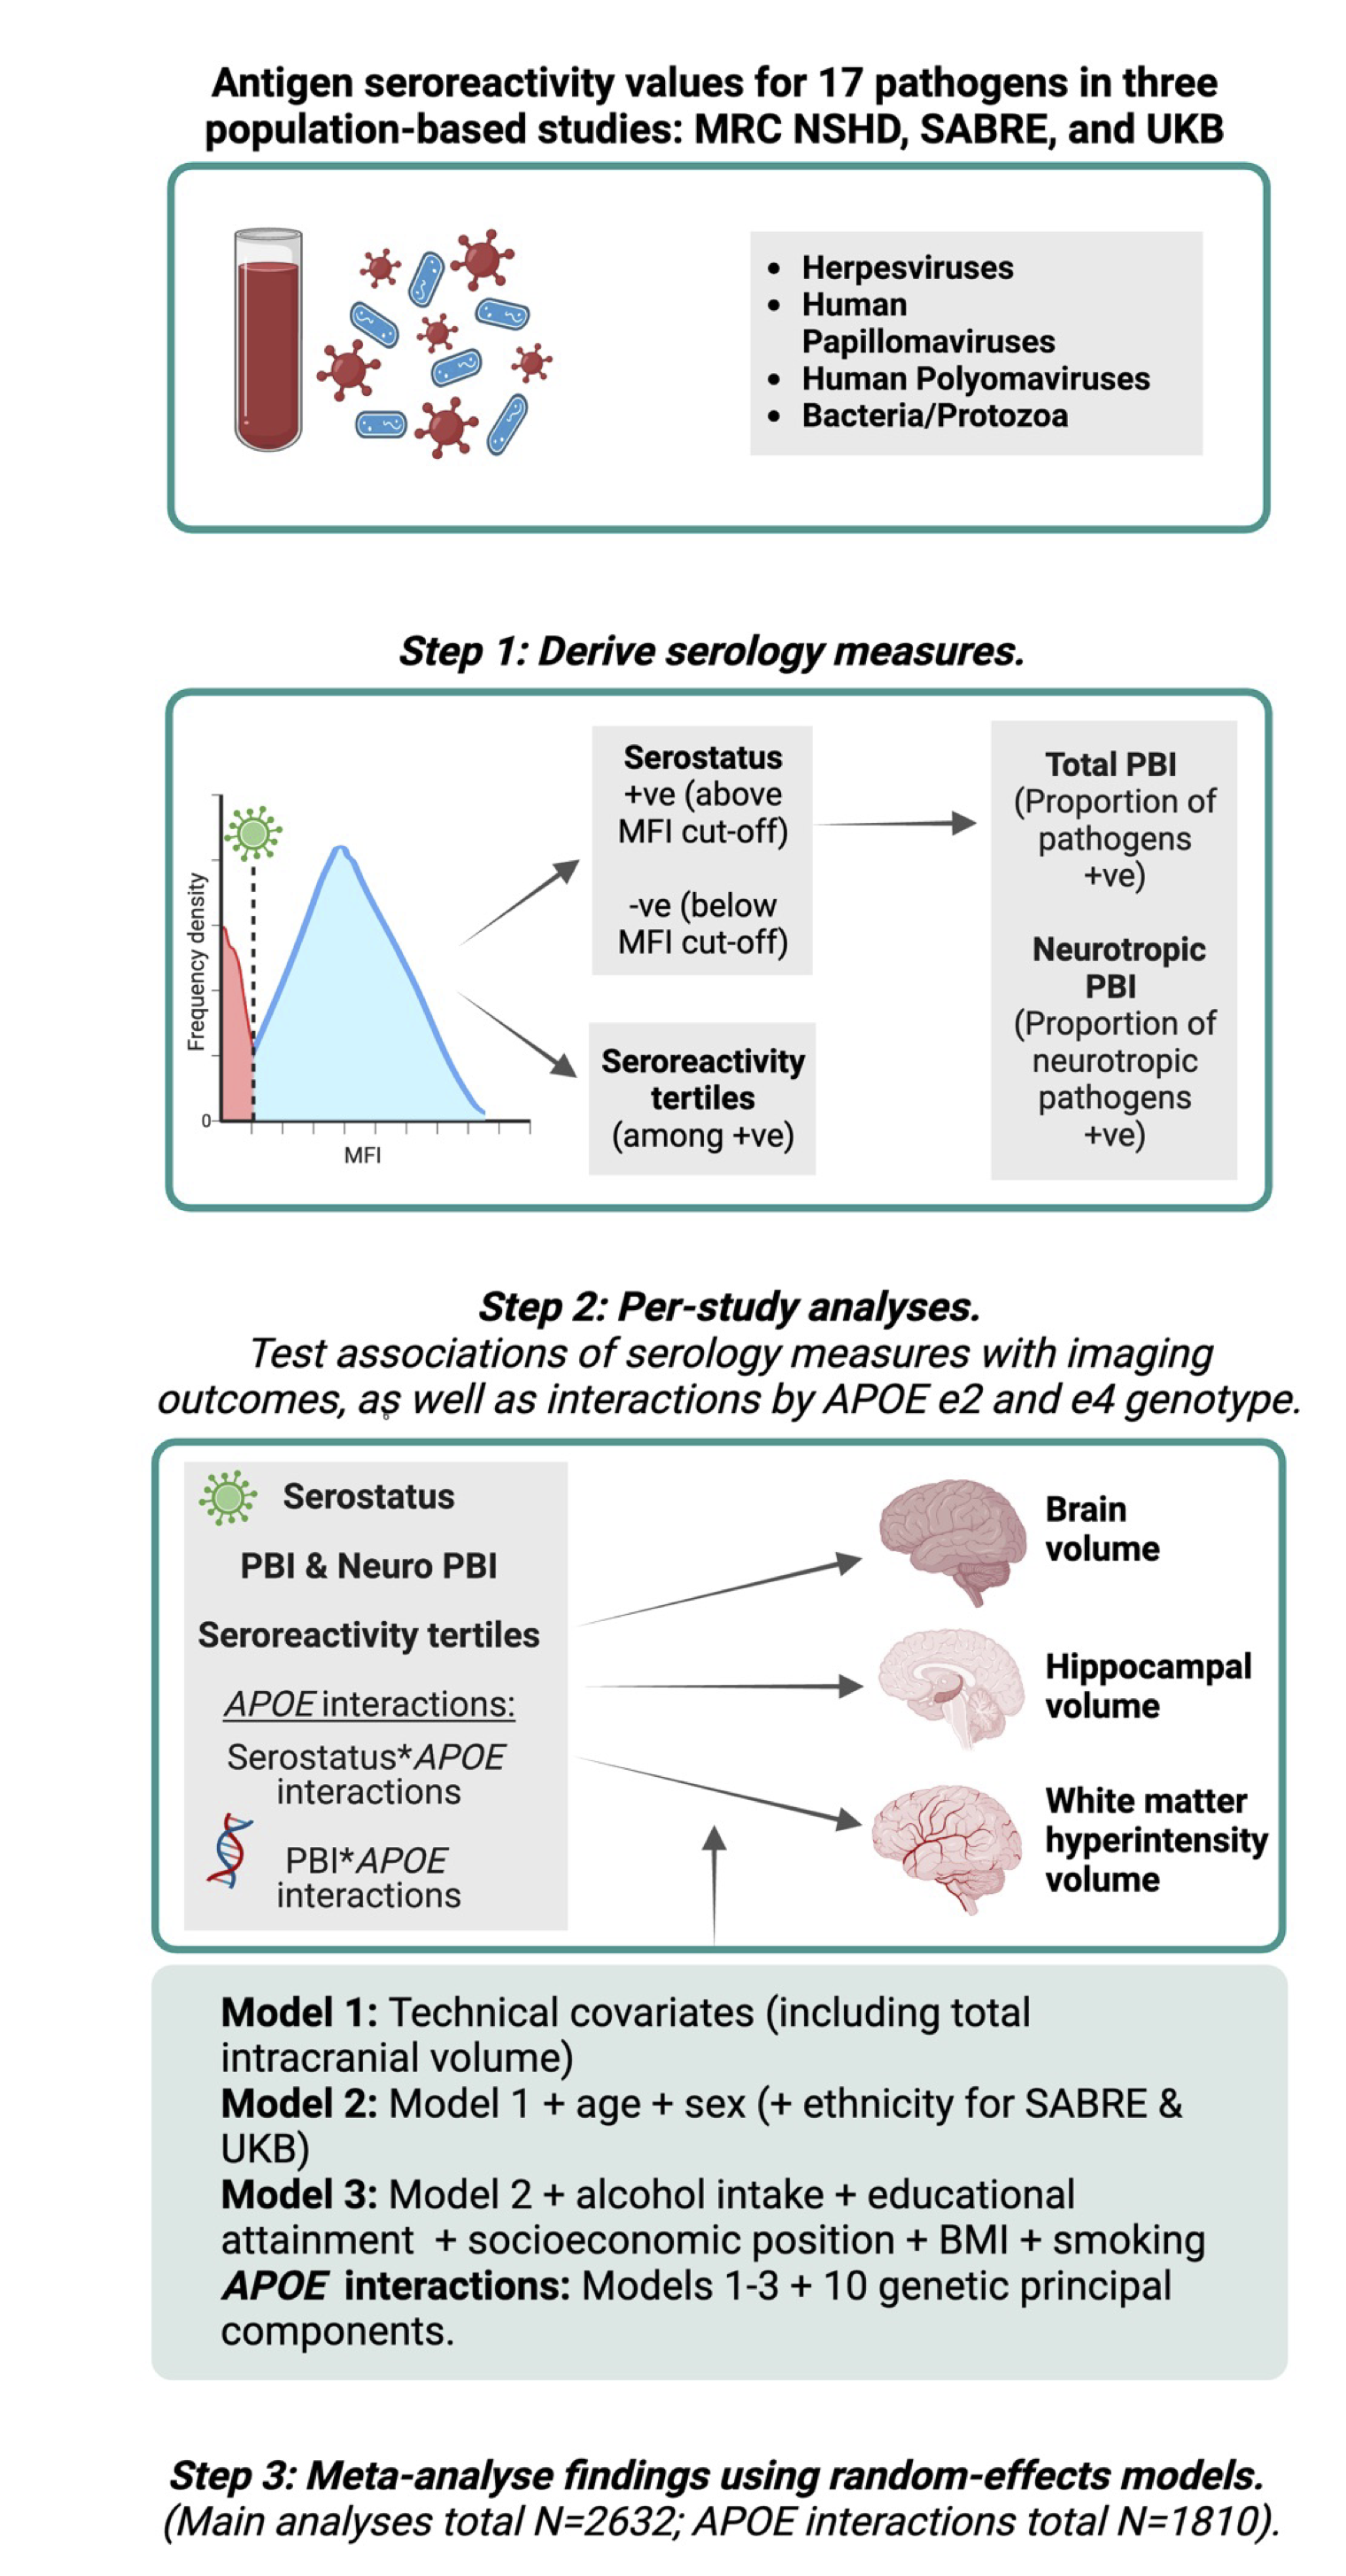 Antigen seroreactivity values for 17 pathogens in three
population-based studies: MRC NSHD, SABRE, and UKB
• Herpesviruses
• Human
Papillomaviruses
• Human Polyomaviruses
• Bacteria/Protozoa
Step 1: Derive serology measures.
Frequency density
0
MFI
Serostatus
+ve (above
MFI cut-off)
-ve (below
MFI cut-off)
Seroreactivity
tertiles
(among +ve)
Total PBI
(Proportion of
pathogens
+ve)
Neurotropic
PBI
(Proportion of
neurotropic
pathogens
+ve)
Step 2: Per-study analyses.
Test associations of serology measures with imaging
outcomes, as well as interactions by APOE e2 and e4 genotype.
Serostatus
PBI & Neuro PBI
Seroreactivity tertiles
APOE interactions:
Serostatus*APOE
interactions
PBI*APOE
interactions
Brain
volume
Hippocampal
volume
White matter
hyperintensity
volume
Model 1: Technical covariates (including total
intracranial volume)
Model 2: Model 1 + age + sex (+ ethnicity for SABRE &
UKB)
Model 3: Model 2 + alcohol intake + educational
attainment + socioeconomic position + BMI + smoking
APOE interactions: Models 1-3 + 10 genetic principal
components.
Step 3: Meta-analyse findings using random-effects models.
(Main analyses total N=2632; APOE interactions total N=1810).